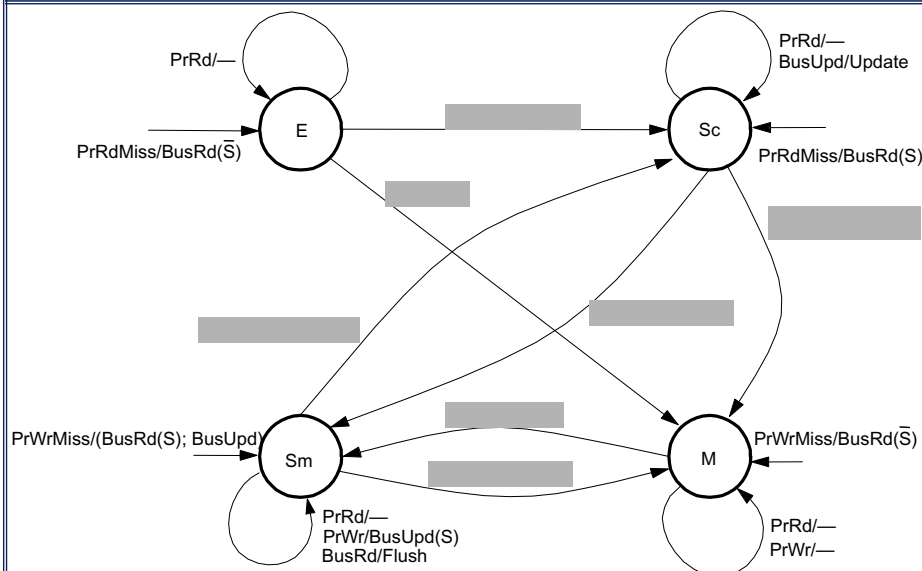 PrRd/—
PrRd/—
BusUpd/Update
E
Sc
PrRdMiss/BusRd(S̄)
PrRdMiss/BusRd(S)
PrWrMiss/(BusRd(S); BusUpd)
Sm
M
PrWrMiss/BusRd(S̄)
PrRd/—
PrWr/BusUpd(S)
BusRd/Flush
PrRd/—
PrWr/—